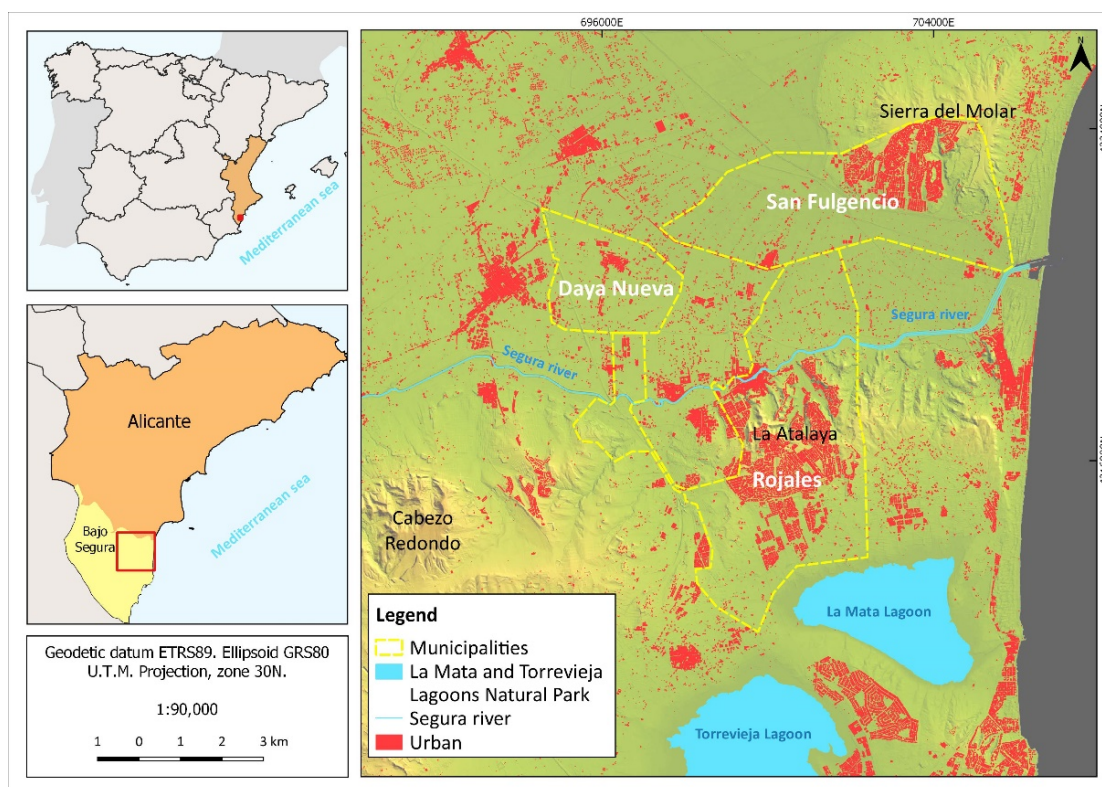 Mediterranean sea
Alicante
Bajo
Segura
Mediterranean sea
Geodetic datum ETRS89. Ellipsoid GRS80
U.T.M. Projection, zone 30N.
1:90,000
1 0 1 2 3 km
696000E
704000E
N
Sierra del Molar
San Fulgencio
Daya Nueva
Segura river
Segura river
La Atalaya
Rojales
Cabezo
Redondo
La Mata Lagoon
Torrevieja Lagoon
Legend
Municipalities
La Mata and Torrevieja
Lagoons Natural Park
Segura river
Urban